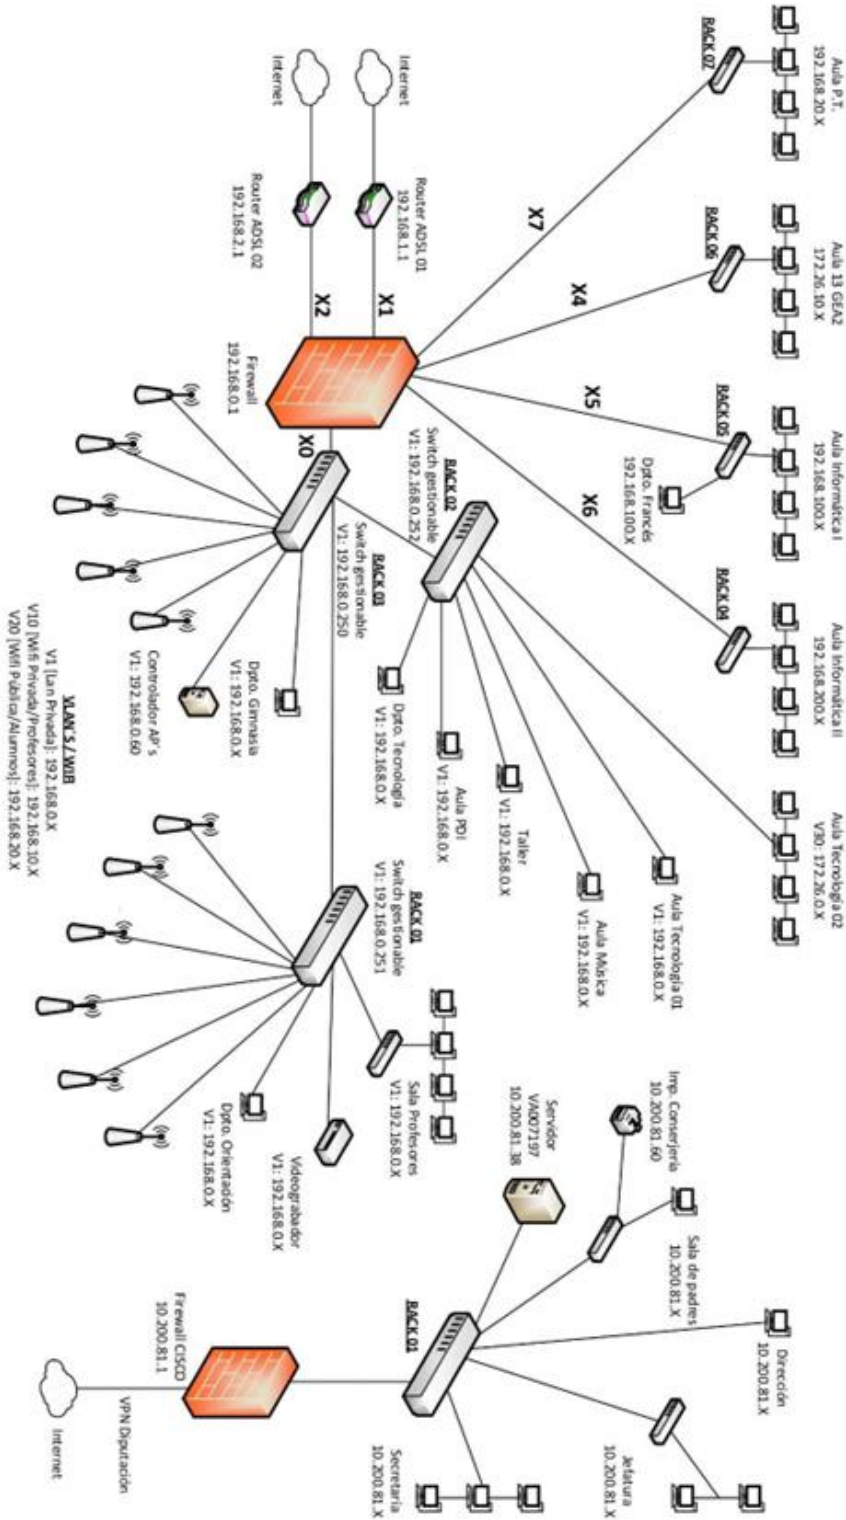 Aula P.T.
192.168.20.X
Aula 13 GEA2
172.26.10.X
Aula Informática I
192.168.100.X
Aula Informática II
192.168.200.X
Aula Tecnología 02
V30: 172.26.0.X
RACK 07
RACK 06
RACK 05
RACK 04
Dpto. Francés
192.168.100.X
X7
X4
X5
X6
Internet
Internet
Router ADSL 01
192.168.1.1
Router ADSL 02
192.168.2.1
X1
X2
Firewall
192.168.0.1
X0
RACK 02
Switch gestionable
V1: 192.168.0.252
RACK 03
Switch gestionable
V1: 192.168.0.250
Aula Tecnología 01
V1: 192.168.0.X
Aula Música
V1: 192.168.0.X
Taller
V1: 192.168.0.X
Aula PDI
V1: 192.168.0.X
Dpto. Tecnología
V1: 192.168.0.X
Dpto. Gimnasia
V1: 192.168.0.X
Controlador AP's
V1: 192.168.0.60
VLAN'S / WIFI
V1 [Lan Privada]: 192.168.0.X
V10 [Wifi Privada/Profesores]: 192.168.10.X
V20 [Wifi Pública/Alumnos]: 192.168.20.X
RACK 01
Switch gestionable
V1: 192.168.0.251
Sala Profesores
V1: 192.168.0.X
Videograbador
V1: 192.168.0.X
Dpto. Orientación
V1: 192.168.0.X
Imp. Conserjería
10.200.81.60
Sala de padres
10.200.81.X
Dirección
10.200.81.X
Jefatura
10.200.81.X
Servidor
VA007197
10.200.81.38
RACK 01
Secretaría
10.200.81.X
Firewall CISCO
10.200.81.1
VPN Diputación
Internet